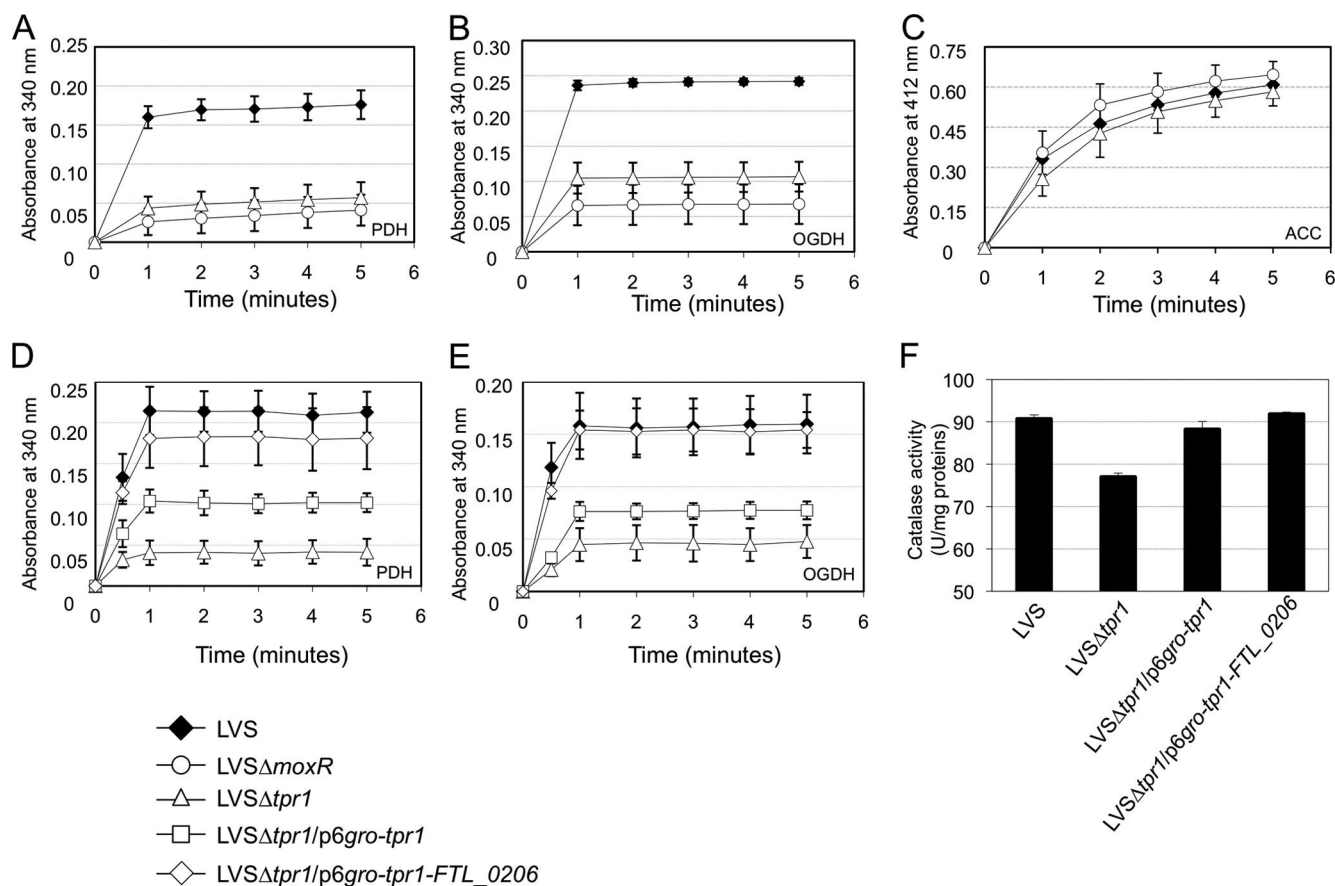 A
Absorbance at 340 nm
0.25
0.20
0.15
0.10
0.05
0
PDH
0 1 2 3 4 5 6
Time (minutes)
B
Absorbance at 340 nm
0.30
0.25
0.20
0.15
0.10
0.05
0
OGDH
0 1 2 3 4 5 6
Time (minutes)
C
Absorbance at 412 nm
0.75
0.60
0.45
0.30
0.15
0
ACC
0 1 2 3 4 5 6
Time (minutes)
D
Absorbance at 340 nm
0.25
0.20
0.15
0.10
0.05
0
PDH
0 1 2 3 4 5 6
Time (minutes)
E
Absorbance at 340 nm
0.20
0.15
0.10
0.05
0
OGDH
0 1 2 3 4 5 6
Time (minutes)
F
Catalase activity
(U/mg proteins)
100
90
80
70
60
50
LVS
LVSΔtpr1
LVSΔtpr1/p6gro-tpr1
LVSΔtpr1/p6gro-tpr1-FTL_0206
LVS
LVSΔmoxR
LVSΔtpr1
LVSΔtpr1/p6gro-tpr1
LVSΔtpr1/p6gro-tpr1-FTL_0206